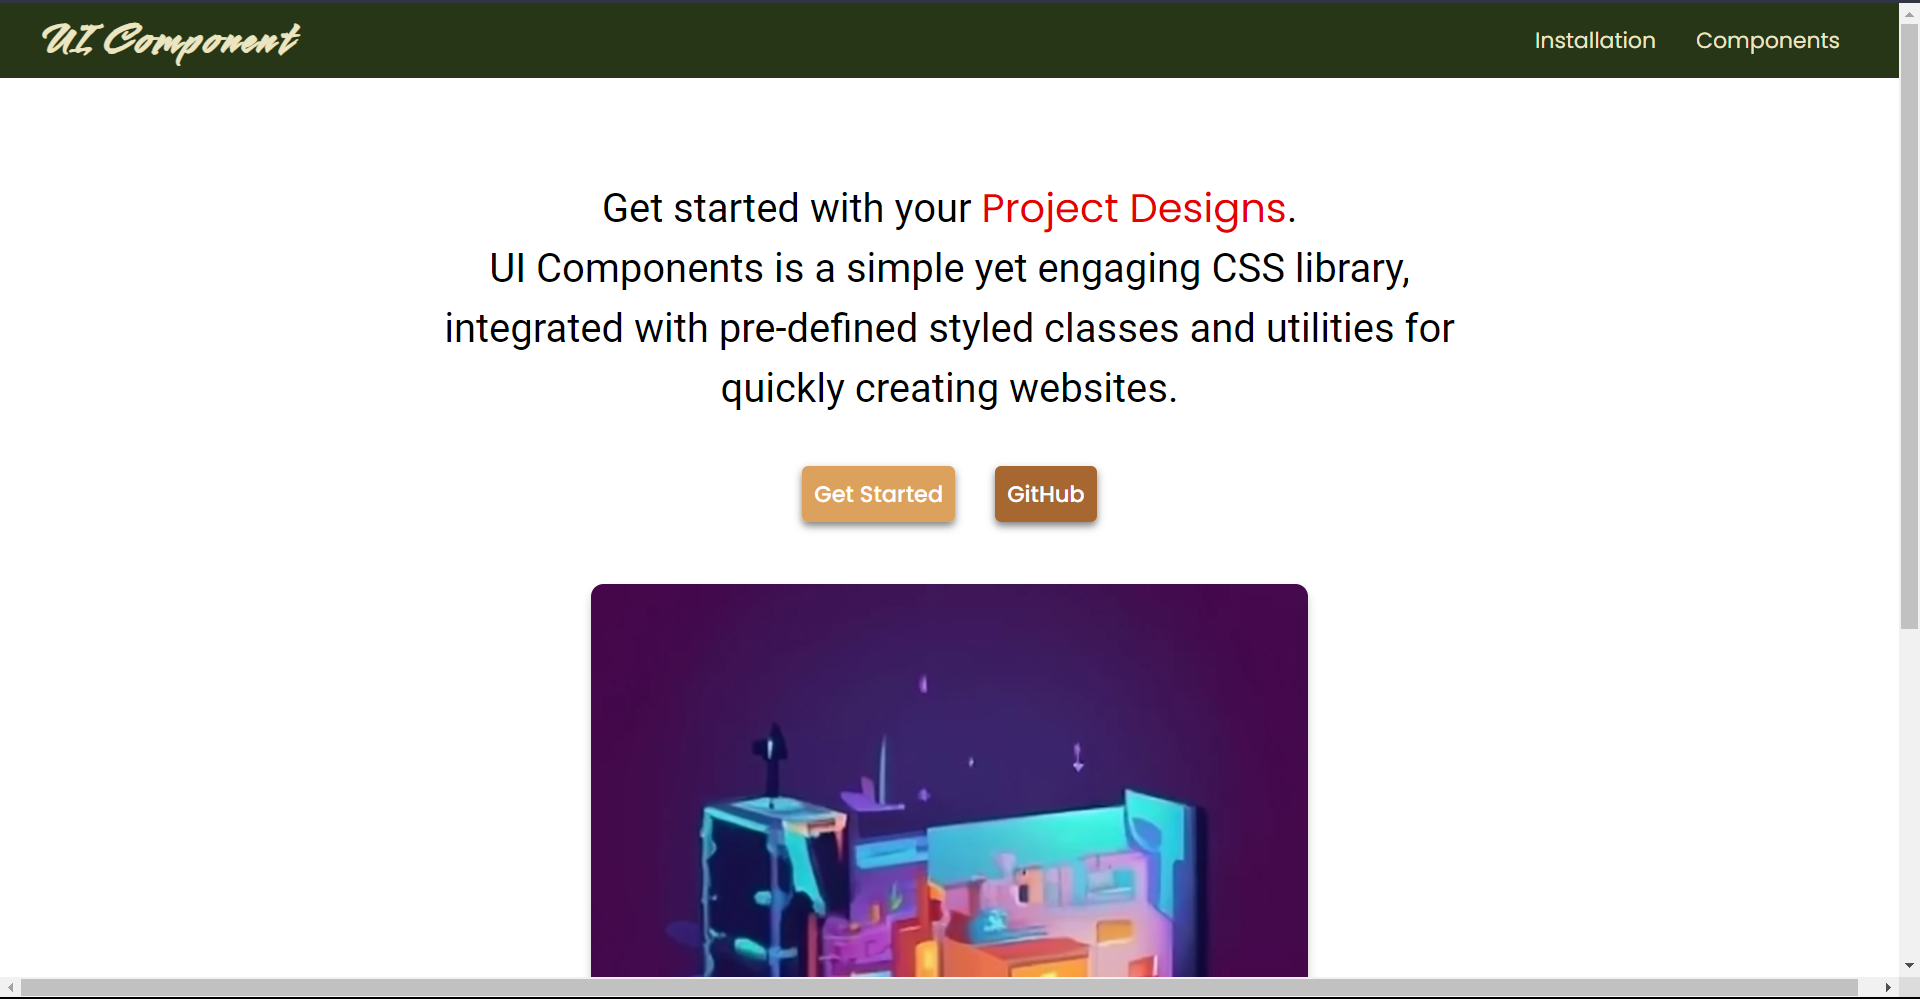 UI Component
Installation
Components
Get started with your Project Designs.
UI Components is a simple yet engaging CSS library,
integrated with pre-defined styled classes and utilities for
quickly creating websites.
Get Started
GitHub